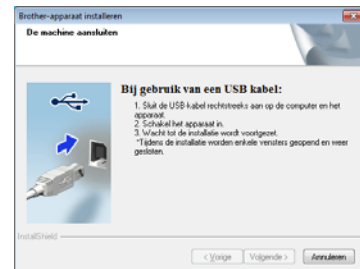 Brother-apparaat installeren
De machine aansluiten
Bij gebruik van een USB kabel:
1. Sluit de USB-kabel rechtstreeks aan op de computer en het
apparaat.
2. Schakel het apparaat in.
3. Wacht tot de installatie wordt voortgezet.
*Tijdens de installatie worden enkele vensters geopend en weer
gesloten.
InstallShield
< Vorige Volgende > Annuleren